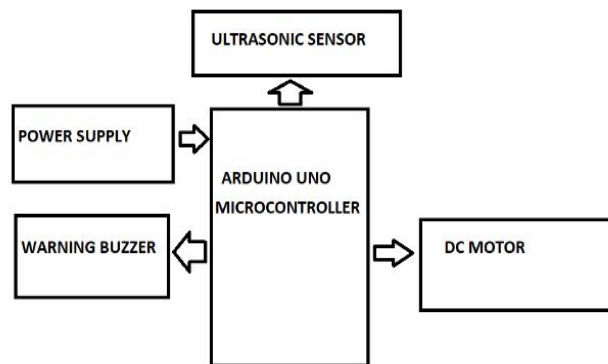 ULTRASONIC SENSOR
POWER SUPPLY
ARDUINO UNO
MICROCONTROLLER
WARNING BUZZER
DC MOTOR